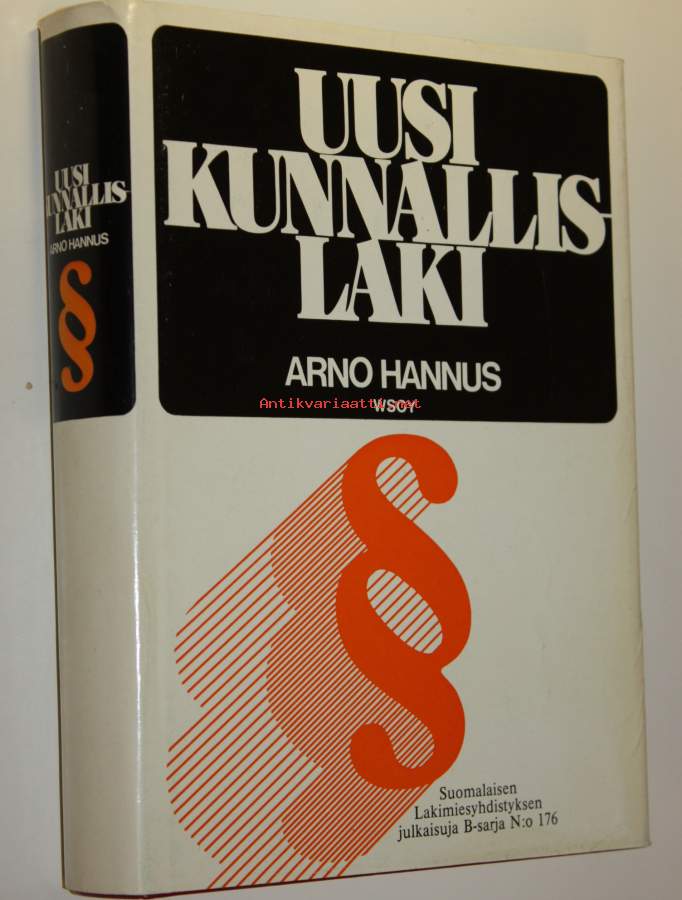 UUSI
KUNNALLIS-
LAKI
ARNO HANNUS
§
UUSI
KUNNALLIS-
LAKI
ARNO HANNUS
WSOY
Antikvariaatti.net
§
Suomalaisen
Lakimiesyhdistyksen
julkaisuja B-sarja N:o 176